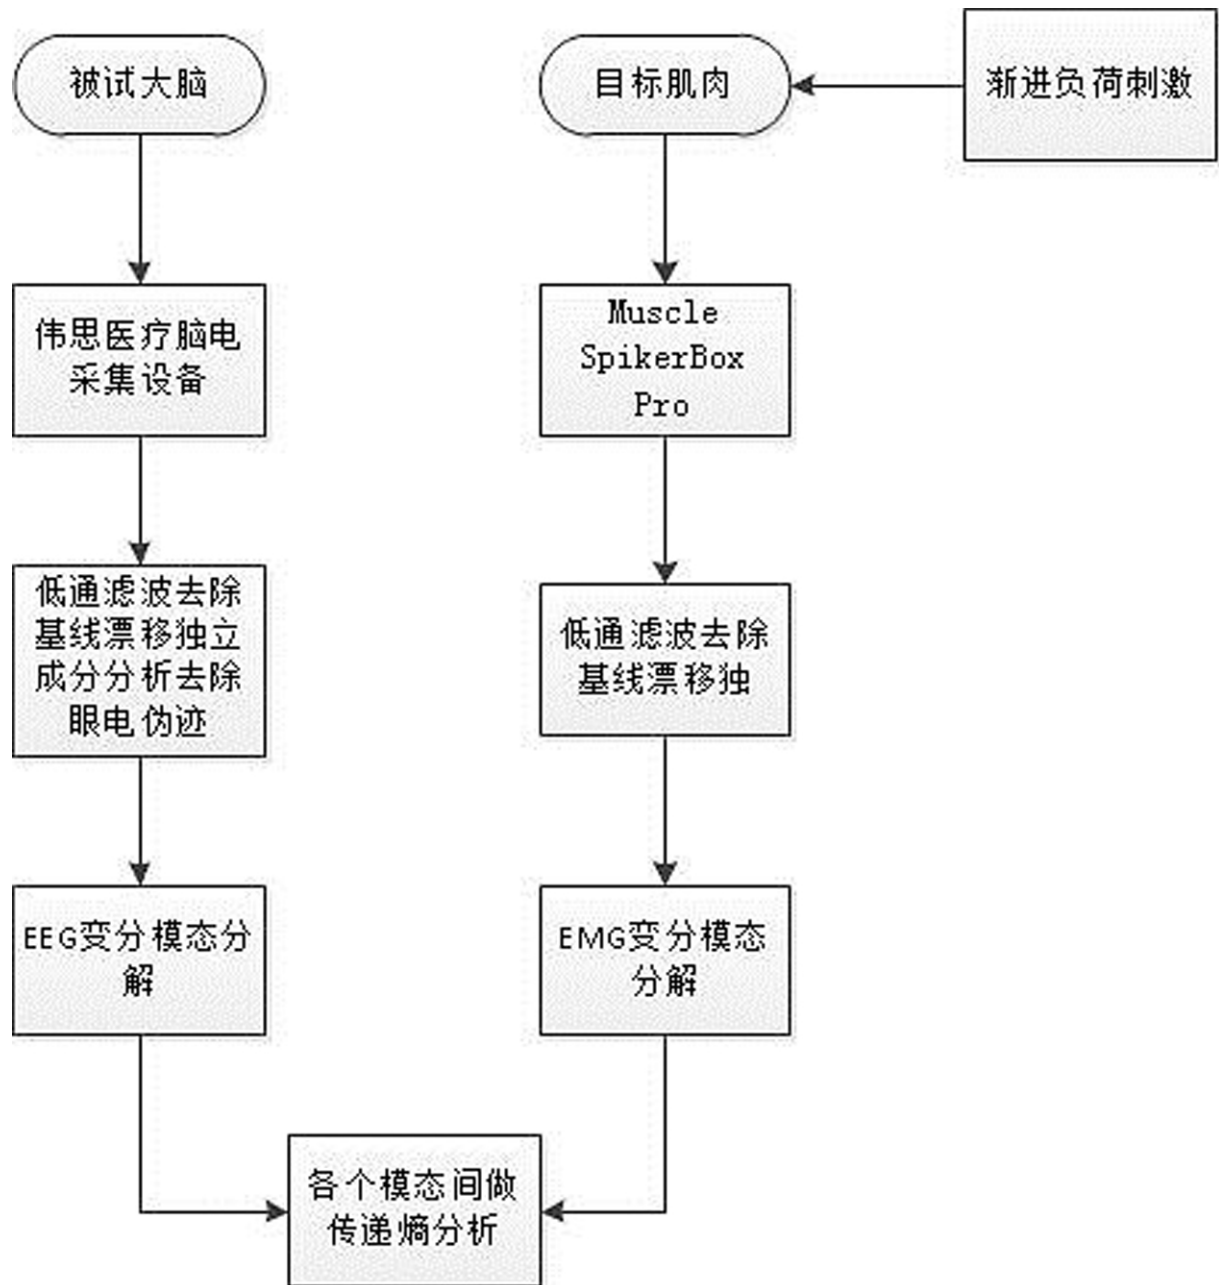 被试大脑
目标肌肉
渐进负荷刺激
伟思医疗脑电
采集设备
Muscle
SpikerBox
Pro
低通滤波去除
基线漂移独立
成分分析去除
眼电伪迹
低通滤波去除
基线漂移独
EEG变分模态分
解
EMG变分模态
分解
各个模态间做
传递熵分析